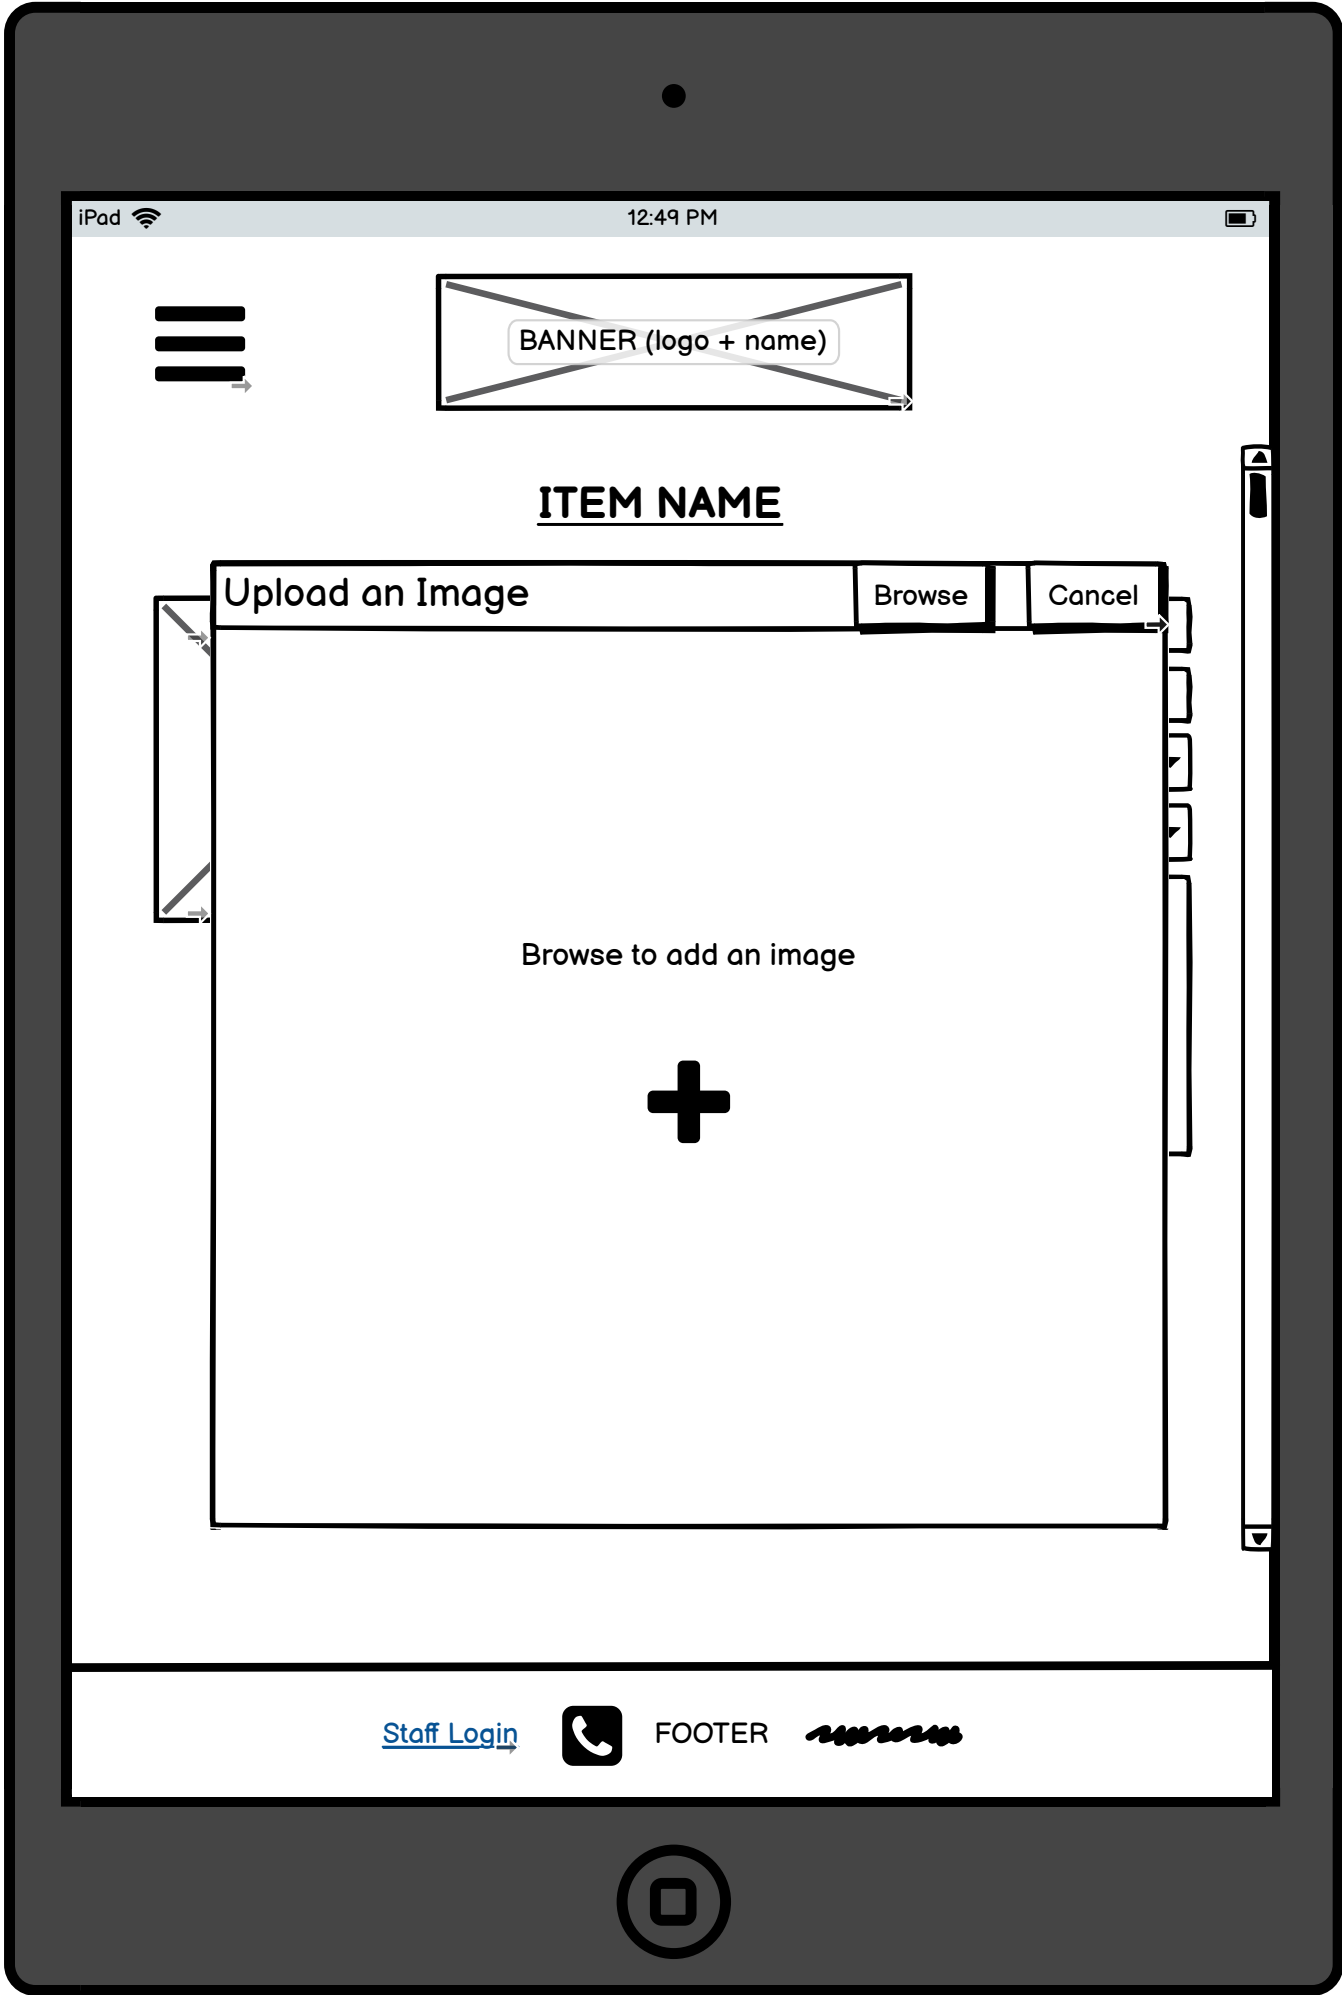 iPad 12:49 PM
BANNER (logo + name)
ITEM NAME
Upload an Image Browse Cancel
Browse to add an image
Staff Login FOOTER